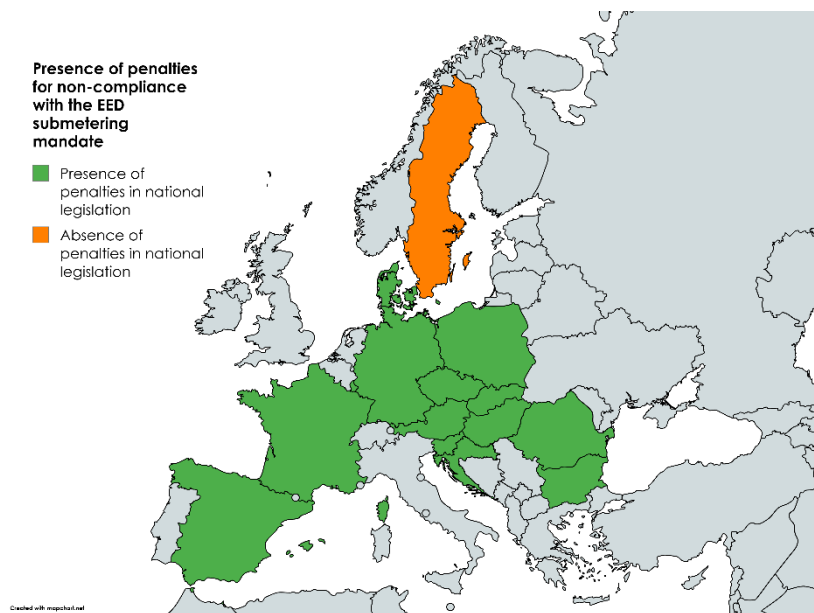 Presence of penalties
for non-compliance
with the EED
submetering
mandate
Presence of
penalties in national
legislation
Absence of
penalties in national
legislation
Created with mapchart.net